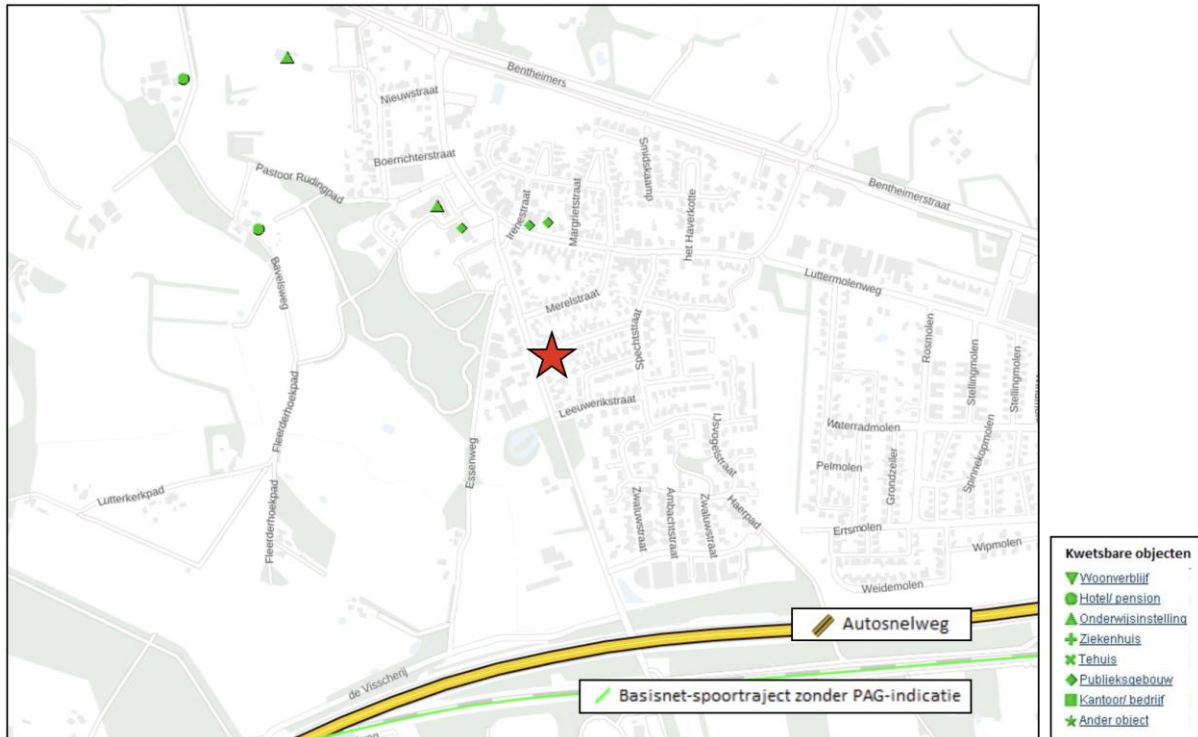 Bentheimers
Nieuwstraat
Boerrichterstraat
Pastoor Rudingpad
Smidskaamp
Bentheimerstraat
Irenestraat
Margrietstraat
het Haverkotte
Bavelsweg
Luttermolenweg
Merelstraat
Spechtstraat
Rosmolen
Stellingmolen
Stellingmolen
Leeuwerikstraat
Fleerderhoekpad
Essenweg
IJsvogelstraat
Waterradmolen
Pelmolen
Grondzeiler
Spinnekopmolen
Lutterkerkpad
Fleerderhoekpad
Zwaluwstraat
Ambachtstraat
Zwaluwstraat
Haerpad
Ertsmolen
Wipmolen
Weidemolen
Autosnelweg
de Visscherij
Basisnet-spoortraject zonder PAG-indicatie
Kwetsbare objecten
Woonverblijf
Hotel/ pension
Onderwijsinstelling
Ziekenhuis
Tehuis
Publieksgebouw
Kantoor/ bedrijf
Ander object